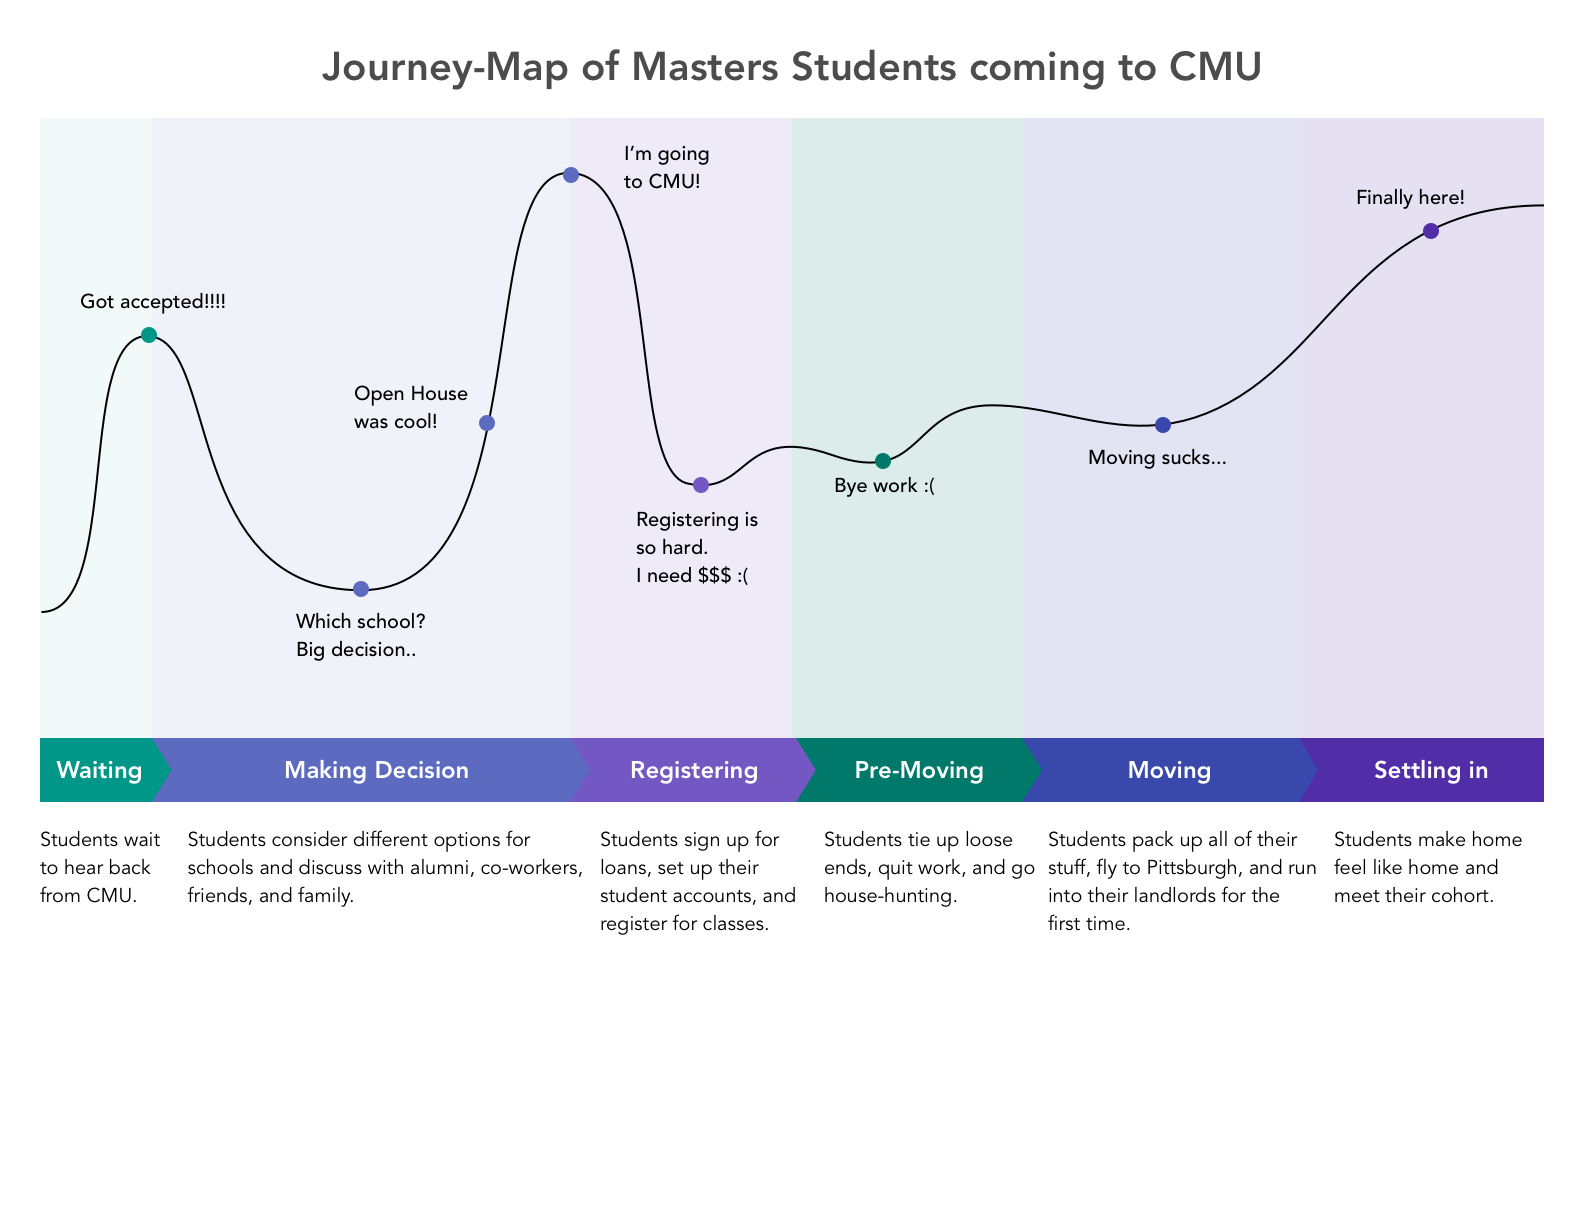 Journey-Map of Masters Students coming to CMU
I’m going
to CMU!
Finally here!
Got accepted!!!!
Open House
was cool!
Moving sucks...
Bye work :(
Registering is
so hard.
I need $$$ :(
Which school?
Big decision..
Waiting
Making Decision
Registering
Pre-Moving
Moving
Settling in
Students wait
to hear back
from CMU.
Students consider different options for
schools and discuss with alumni, co-workers,
friends, and family.
Students sign up for
loans, set up their
student accounts, and
register for classes.
Students tie up loose
ends, quit work, and go
house-hunting.
Students pack up all of their
stuff, fly to Pittsburgh, and run
into their landlords for the
first time.
Students make home
feel like home and
meet their cohort.